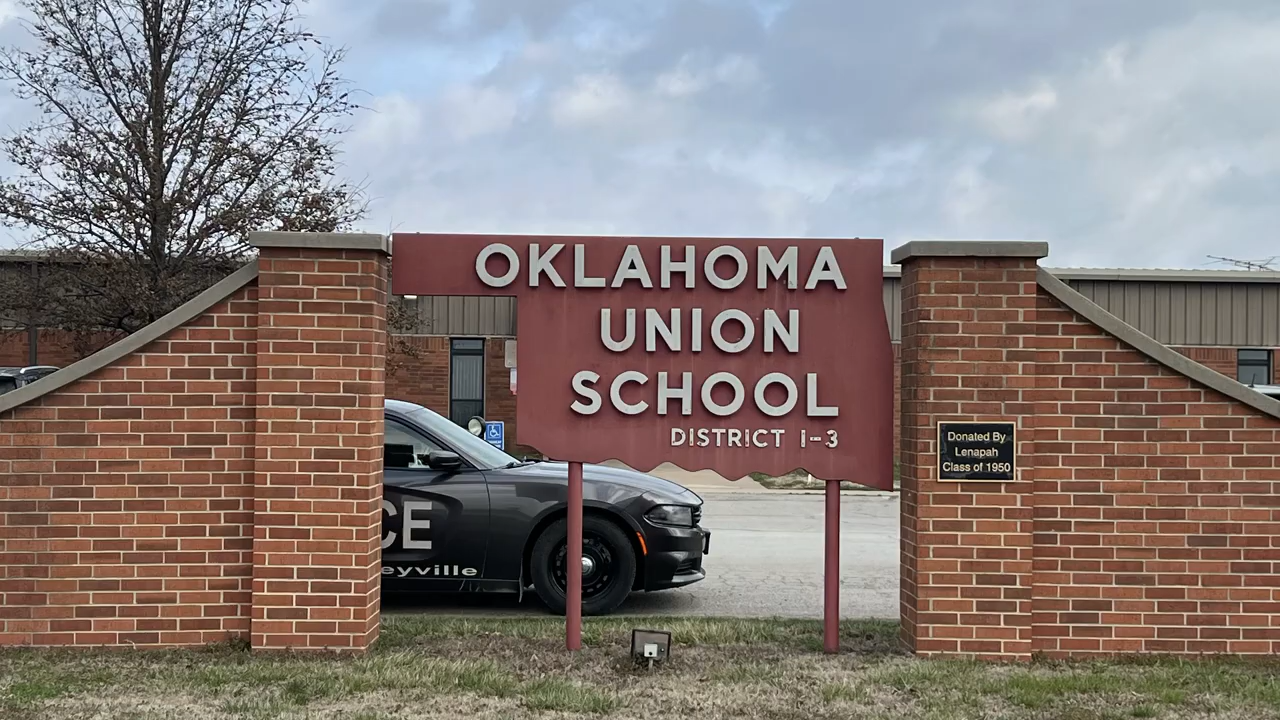 OKLAHOMA
UNION
SCHOOL
DISTRICT I-3
Donated By
Lenapah
Class of 1950
CE
eyville